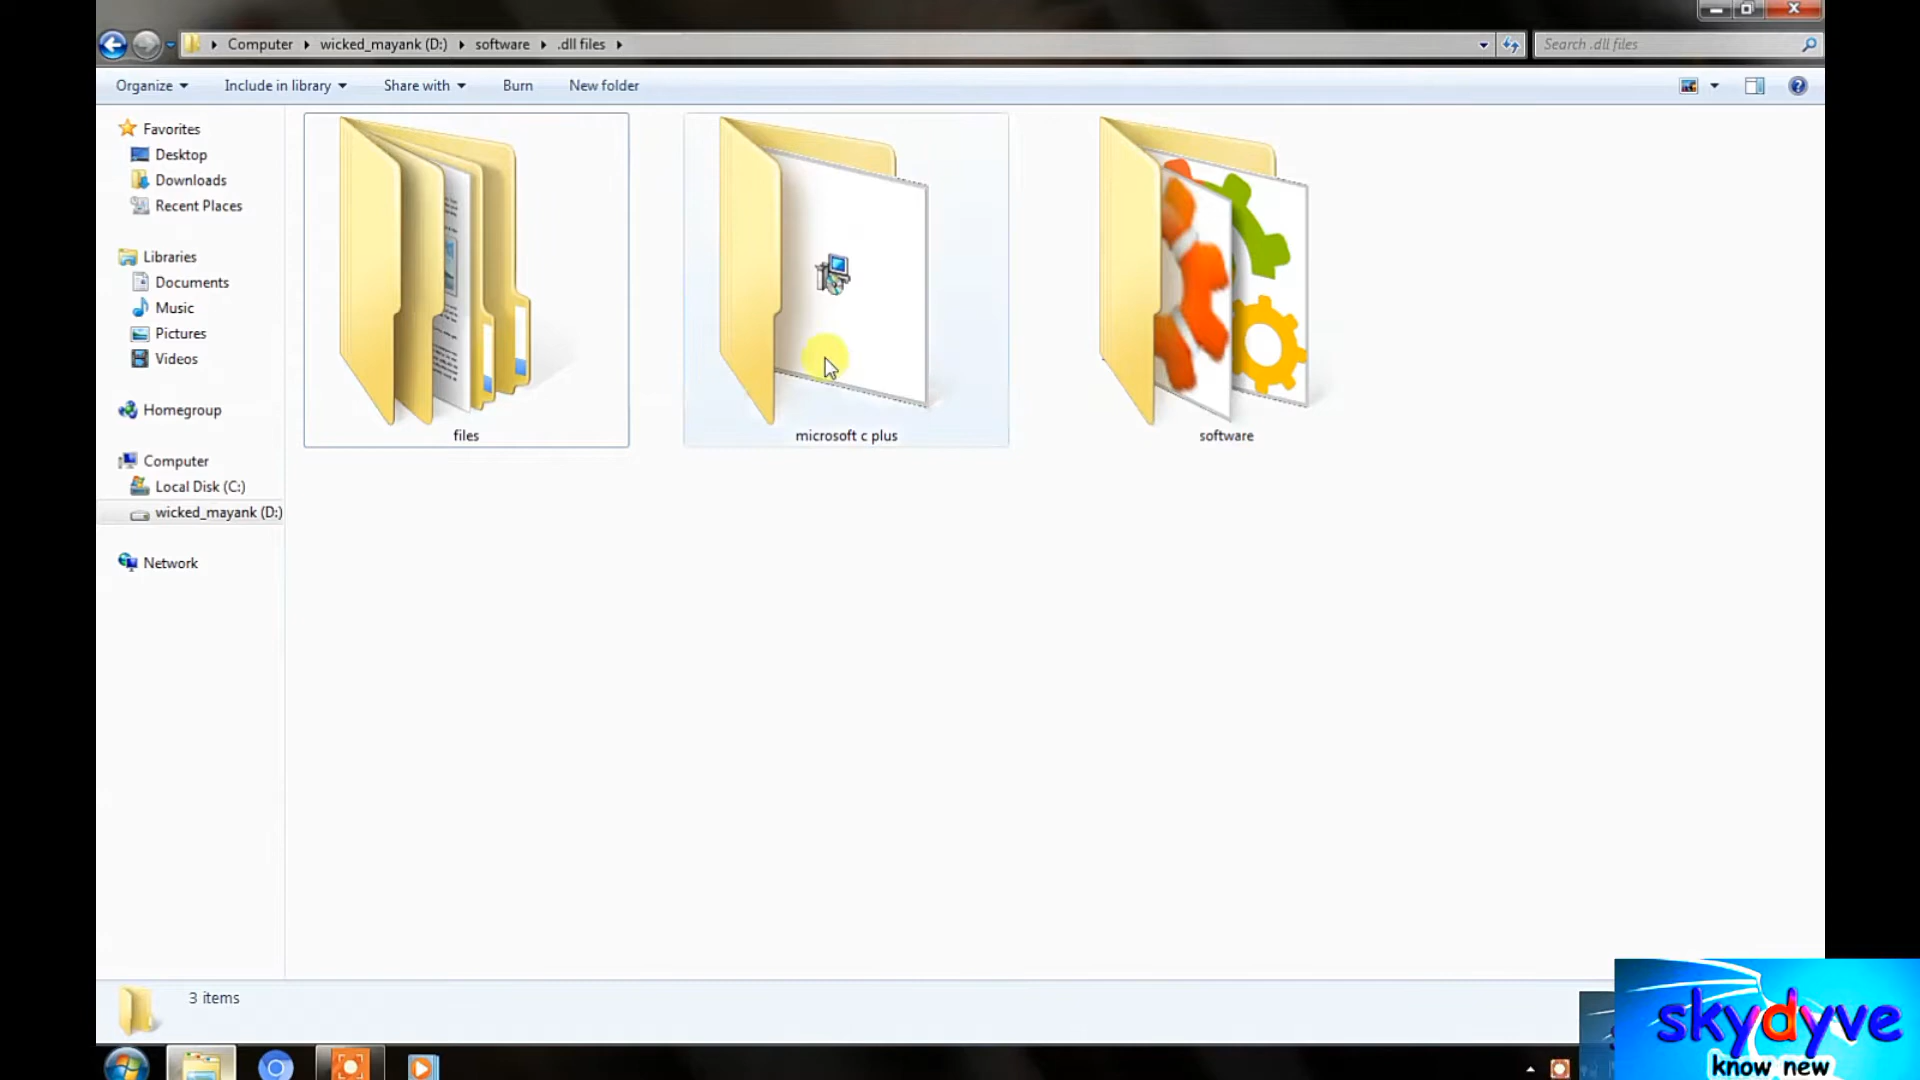 Computer wicked_mayank (D:) software .dll files
Search .dll files
Organize Include in library Share with Burn New folder
Favorites
Desktop
Downloads
Recent Places
Libraries
Documents
Music
Pictures
Videos
Homegroup
Computer
Local Disk (C:)
wicked_mayank (D:)
Network
files
microsoft c plus
software
3 items
skydyve
know new